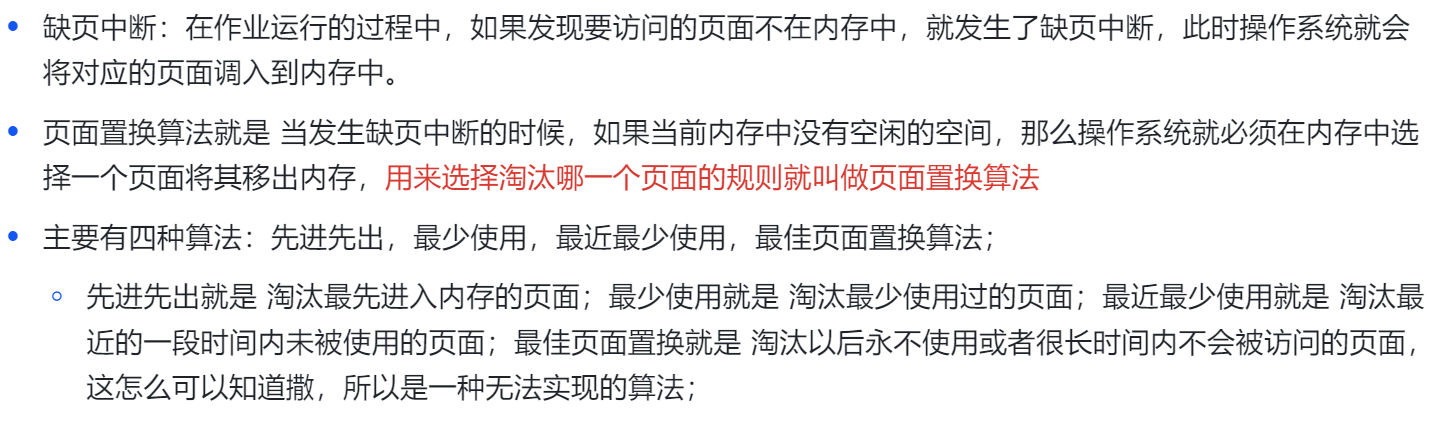 缺页中断：在作业运行的过程中，如果发现要访问的页面不在内存中，就发生了缺页中断，此时操作系统就会
将对应的页面调入到内存中。
页面置换算法就是 当发生缺页中断的时候，如果当前内存中没有空闲的空间，那么操作系统就必须在内存中选
择一个页面将其移出内存，用来选择淘汰哪一个页面的规则就叫做页面置换算法
主要有四种算法：先进先出，最少使用，最近最少使用，最佳页面置换算法；
先进先出就是 淘汰最先进入内存的页面；最少使用就是 淘汰最少使用过的页面；最近最少使用就是 淘汰最
近的一段时间内未被使用的页面；最佳页面置换就是 淘汰以后永不使用或者很长时间内不会被访问的页面，
这怎么可以知道撒，所以是一种无法实现的算法；